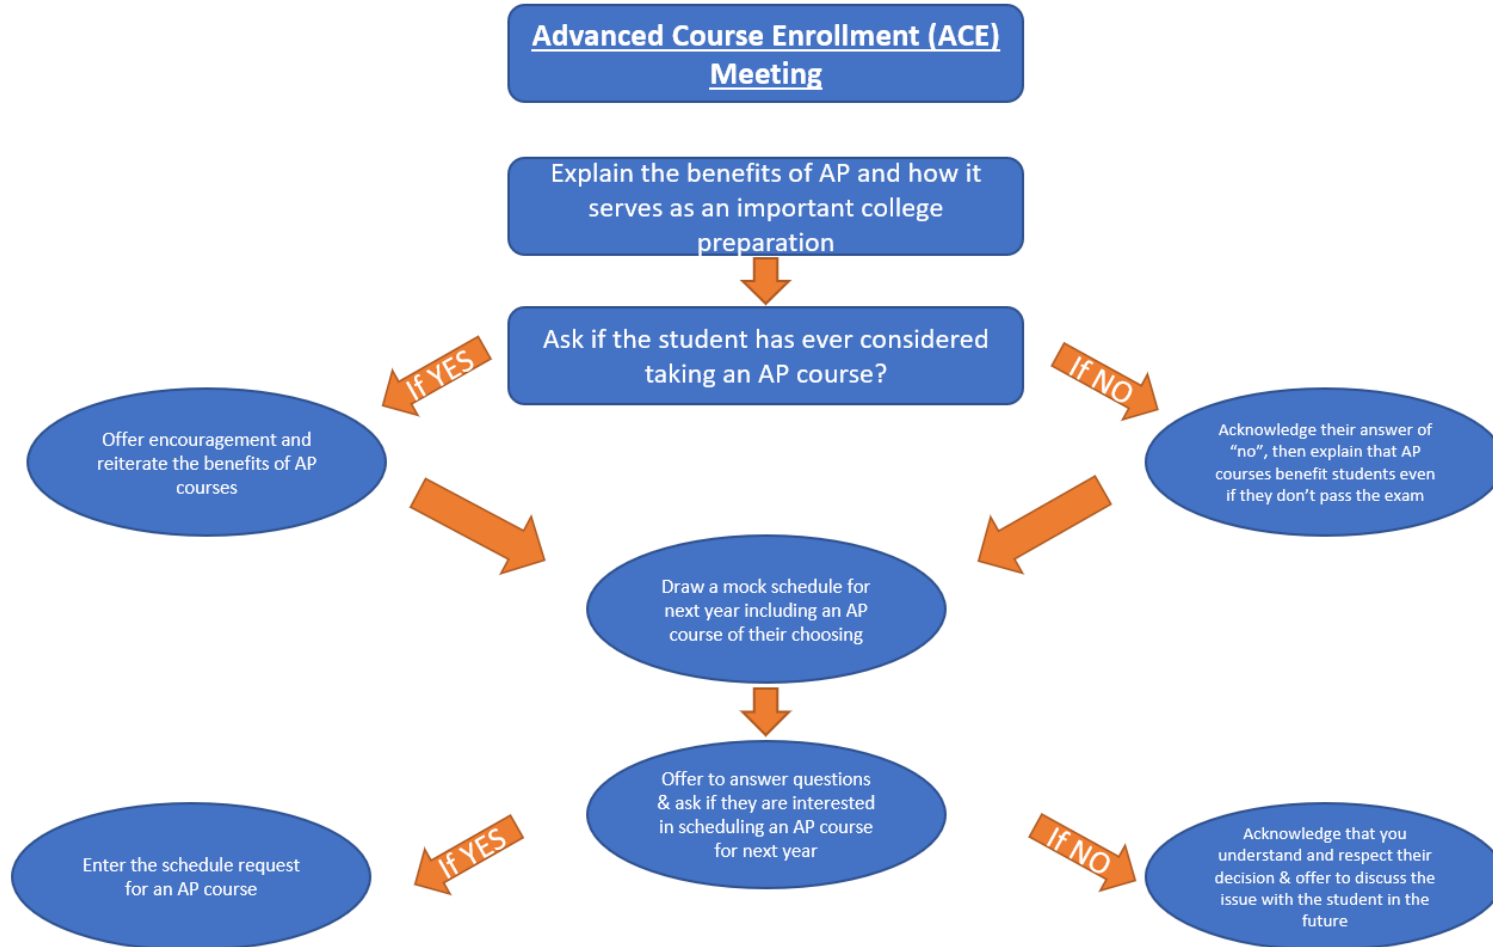 Advanced Course Enrollment (ACE)
Meeting
Explain the benefits of AP and how it
serves as an important college
preparation
Ask if the student has ever considered
taking an AP course?
If YES
If NO
Offer encouragement and
reiterate the benefits of AP
courses
Acknowledge their answer of
“no”, then explain that AP
courses benefit students even
if they don’t pass the exam
Draw a mock schedule for
next year including an AP
course of their choosing
Offer to answer questions
& ask if they are interested
in scheduling an AP course
for next year
If YES
If NO
Enter the schedule request
for an AP course
Acknowledge that you
understand and respect their
decision & offer to discuss the
issue with the student in the
future